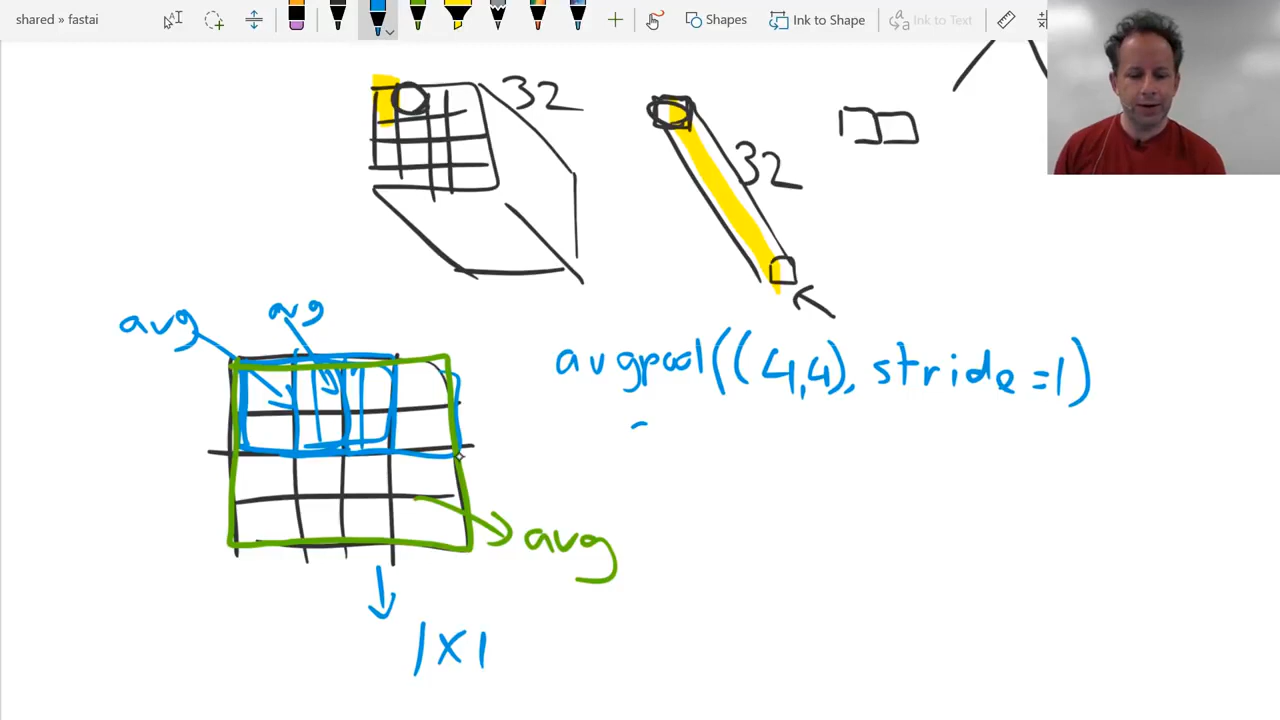 shared » fastai
Shapes
Ink to Shape
Ink to Text
32
32
avg
avg
avgpool((4,4), stride=1)
avg
1X1